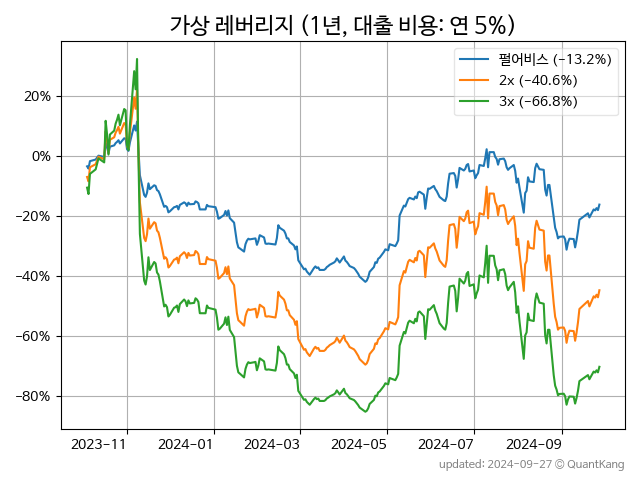 가상 레버리지 (1년, 대출 비용: 연 5%)
펄어비스 (−13.2%)
2x (−40.6%)
3x (−66.8%)
20%
0%
−20%
−40%
−60%
−80%
2023-11
2024-01
2024-03
2024-05
2024-07
2024-09
updated: 2024-09-27 © QuantKang